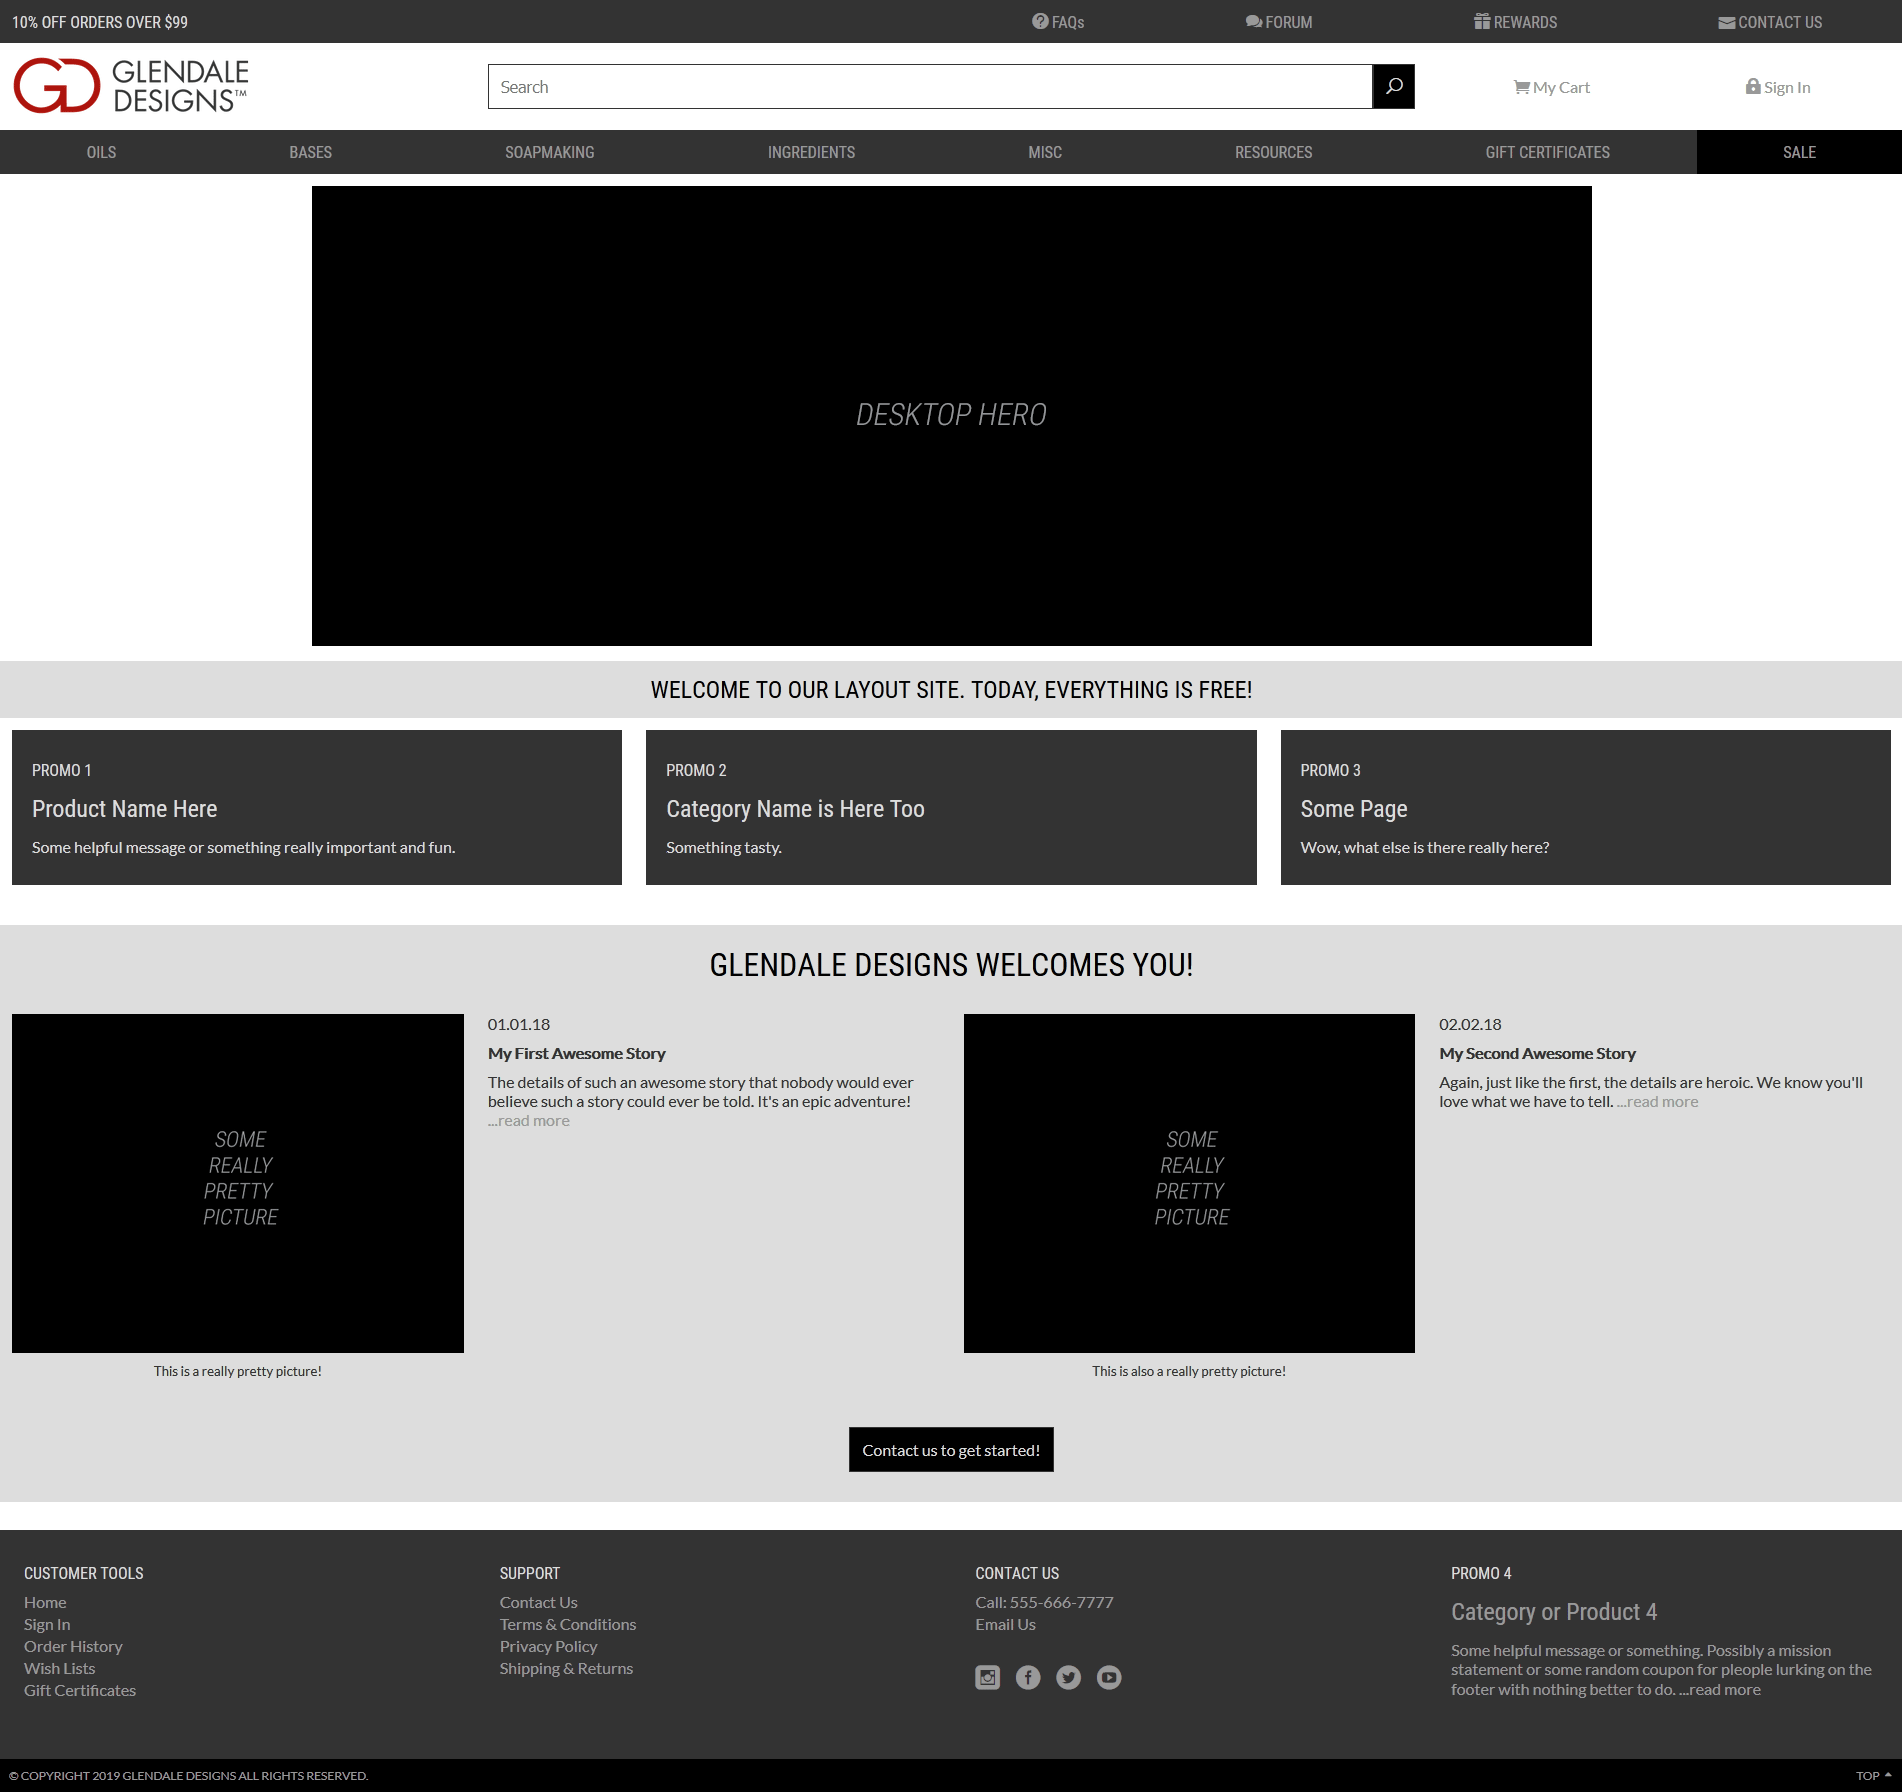 10% OFF ORDERS OVER $99
FAQs
FORUM
REWARDS
CONTACT US
GD GLENDALE
DESIGNS™
Search
My Cart
Sign In
OILS
BASES
SOAPMAKING
INGREDIENTS
MISC
RESOURCES
GIFT CERTIFICATES
SALE
DESKTOP HERO
WELCOME TO OUR LAYOUT SITE. TODAY, EVERYTHING IS FREE!
PROMO 1
Product Name Here
Some helpful message or something really important and fun.
PROMO 2
Category Name is Here Too
Something tasty.
PROMO 3
Some Page
Wow, what else is there really here?
GLENDALE DESIGNS WELCOMES YOU!
SOME
REALLY
PRETTY
PICTURE
This is a really pretty picture!
01.01.18
My First Awesome Story
The details of such an awesome story that nobody would ever
believe such a story could ever be told. It's an epic adventure!
...read more
SOME
REALLY
PRETTY
PICTURE
This is also a really pretty picture!
02.02.18
My Second Awesome Story
Again, just like the first, the details are heroic. We know you'll
love what we have to tell. ...read more
Contact us to get started!
CUSTOMER TOOLS
Home
Sign In
Order History
Wish Lists
Gift Certificates
SUPPORT
Contact Us
Terms & Conditions
Privacy Policy
Shipping & Returns
CONTACT US
Call: 555-666-7777
Email Us
PROMO 4
Category or Product 4
Some helpful message or something. Possibly a mission
statement or some random coupon for pleople lurking on the
footer with nothing better to do. ...read more
© COPYRIGHT 2019 GLENDALE DESIGNS ALL RIGHTS RESERVED.
TOP